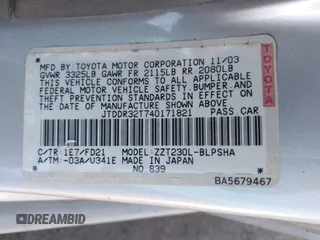 MFD. BY TOYOTA MOTOR CORPORATION 11/03
GVWR 3325LB GAWR FR 2115LB RR 2080LB
THIS VEHICLE CONFORMS TO ALL APPLICABLE
FEDERAL MOTOR VEHICLE SAFETY, BUMPER, AND
THEFT PREVENTION STANDARDS IN EFFECT ON
THE DATE OF MANUFACTURE SHOWN ABOVE.
JTDDR32T740171821 PASS CAR
TOYOTA
C/TR:1E7/FD21 MODEL:ZZT230L-BLPSHA
A/TM:-03A/U341E MADE IN JAPAN
NO 839
BA5679467
AUTOBIDMASTER